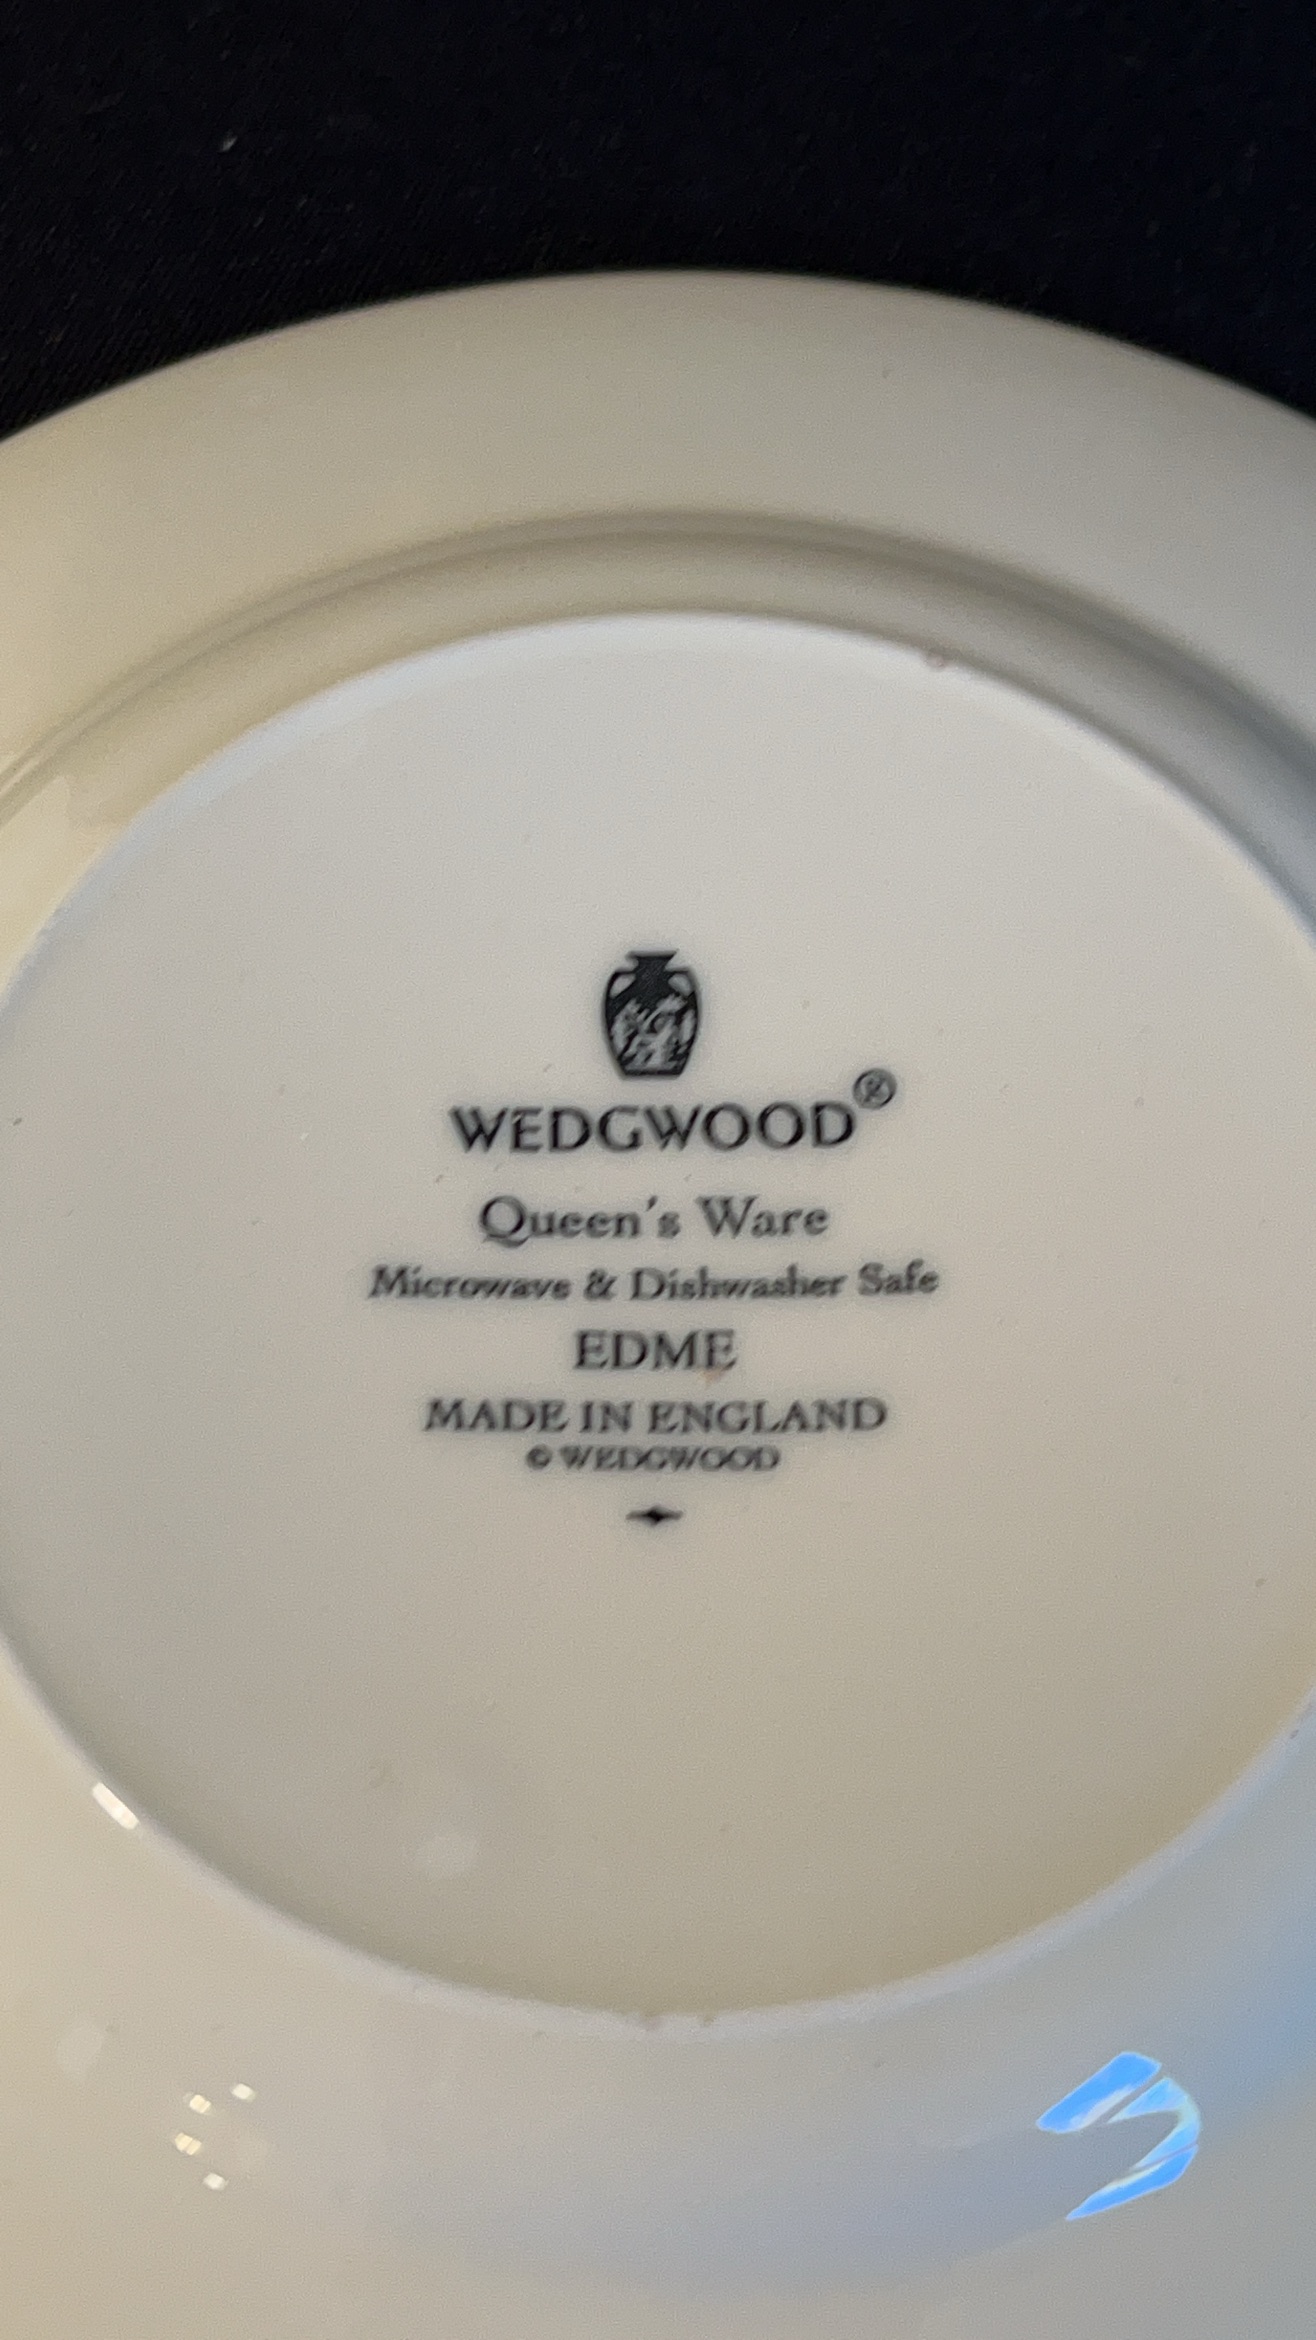 WEDGWOOD®
Queen's Ware
Microwave & Dishwasher Safe
EDME
MADE IN ENGLAND
© WEDGWOOD